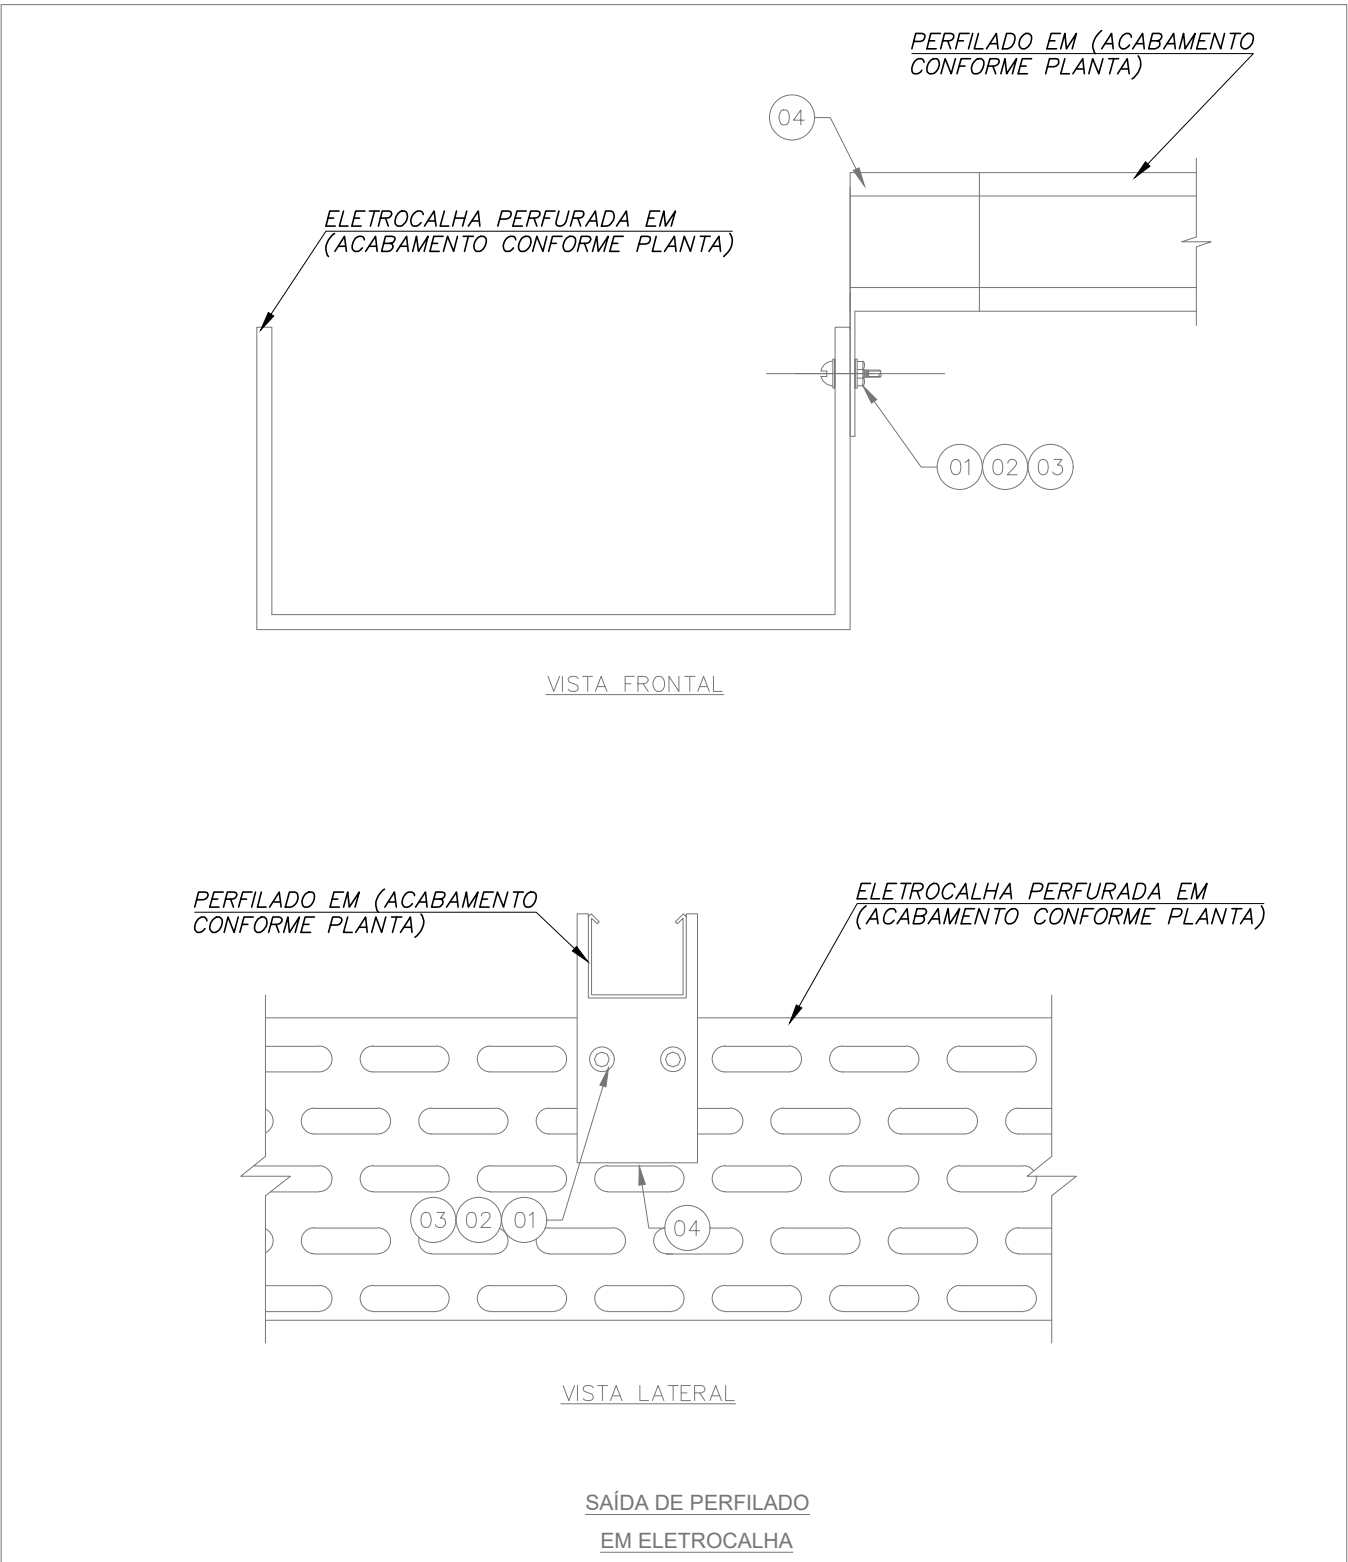 PERFILADO EM (ACABAMENTO
CONFORME PLANTA)
04
ELETROCALHA PERFURADA EM
(ACABAMENTO CONFORME PLANTA)
01 02 03
VISTA FRONTAL
PERFILADO EM (ACABAMENTO
CONFORME PLANTA)
ELETROCALHA PERFURADA EM
(ACABAMENTO CONFORME PLANTA)
03 02 01
04
VISTA LATERAL
SAÍDA DE PERFILADO
EM ELETROCALHA